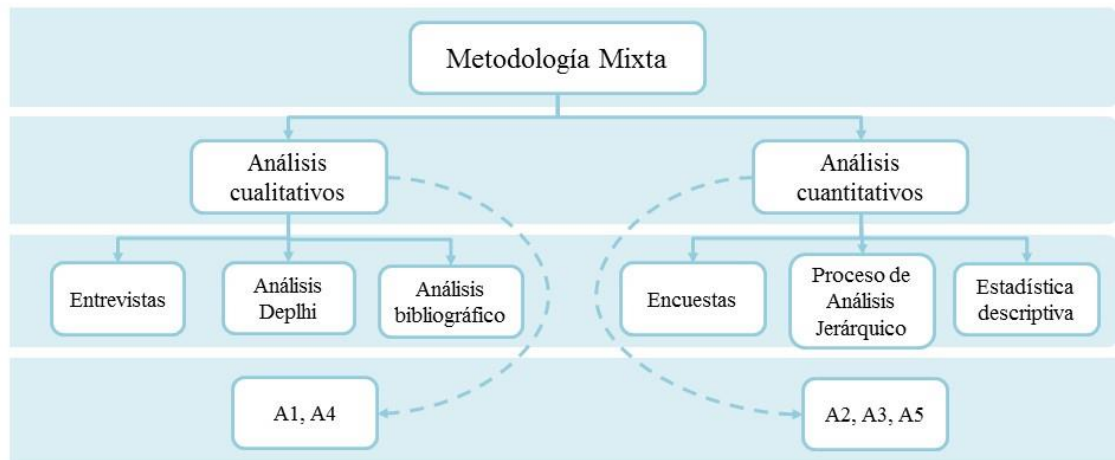 Metodología Mixta
Análisis
cualitativos
Análisis
cuantitativos
Entrevistas
Análisis
Deplhi
Análisis
bibliográfico
Encuestas
Proceso de
Análisis
Jerárquico
Estadística
descriptiva
A1, A4
A2, A3, A5